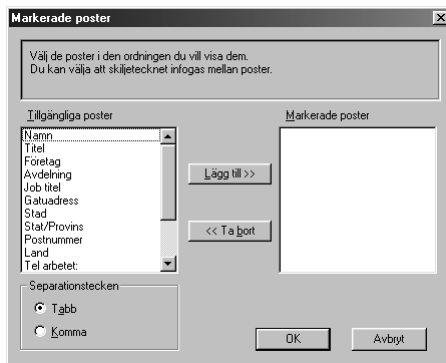 Markerade poster
Välj de poster i den ordningen du vill visa dem.
Du kan välja att skiljetecknet infogas mellan poster.
Tillgängliga poster
Markerade poster
Namn
Titel
Företag
Avdelning
Job titel
Gatuadress
Stad
Stat/Provins
Postnummer
Land
Tel arbetet:
Lägg till >>
<< Ta bort
Separationstecken
Tabb
Komma
OK
Avbryt